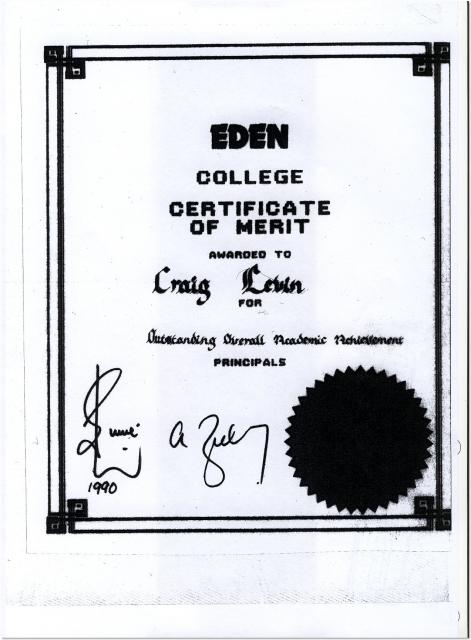 EDEN
COLLEGE
CERTIFICATE
OF MERIT
AWARDED TO
Craig Levin
FOR
Outstanding Overall Academic Achievement
PRINCIPALS
1990